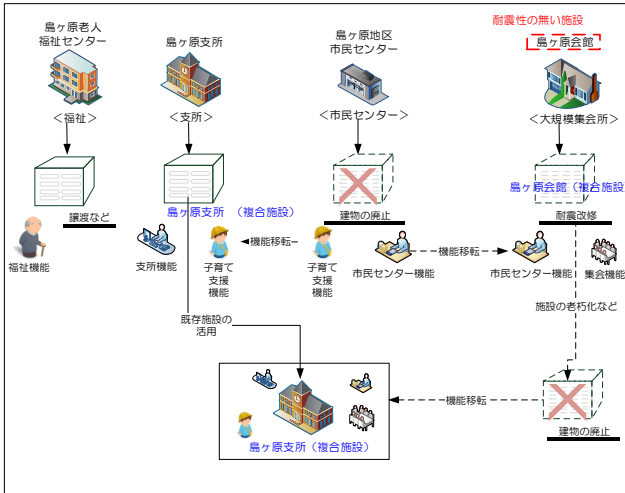 耐震性の無い施設
島ヶ原老人
福祉センター
島ヶ原支所
島ヶ原地区
市民センター
島ヶ原会館
＜福祉＞
＜支所＞
＜市民センター＞
＜大規模集会所＞
譲渡など
島ヶ原支所 （複合施設）
建物の廃止
島ヶ原会館（複合施設）
耐震改修
福祉機能
支所機能
子育て
支援
機能
機能移転
子育て
支援
機能
市民センター機能
機能移転
市民センター機能
集会機能
既存施設の
活用
施設の老朽化など
島ヶ原支所（複合施設）
機能移転
建物の廃止